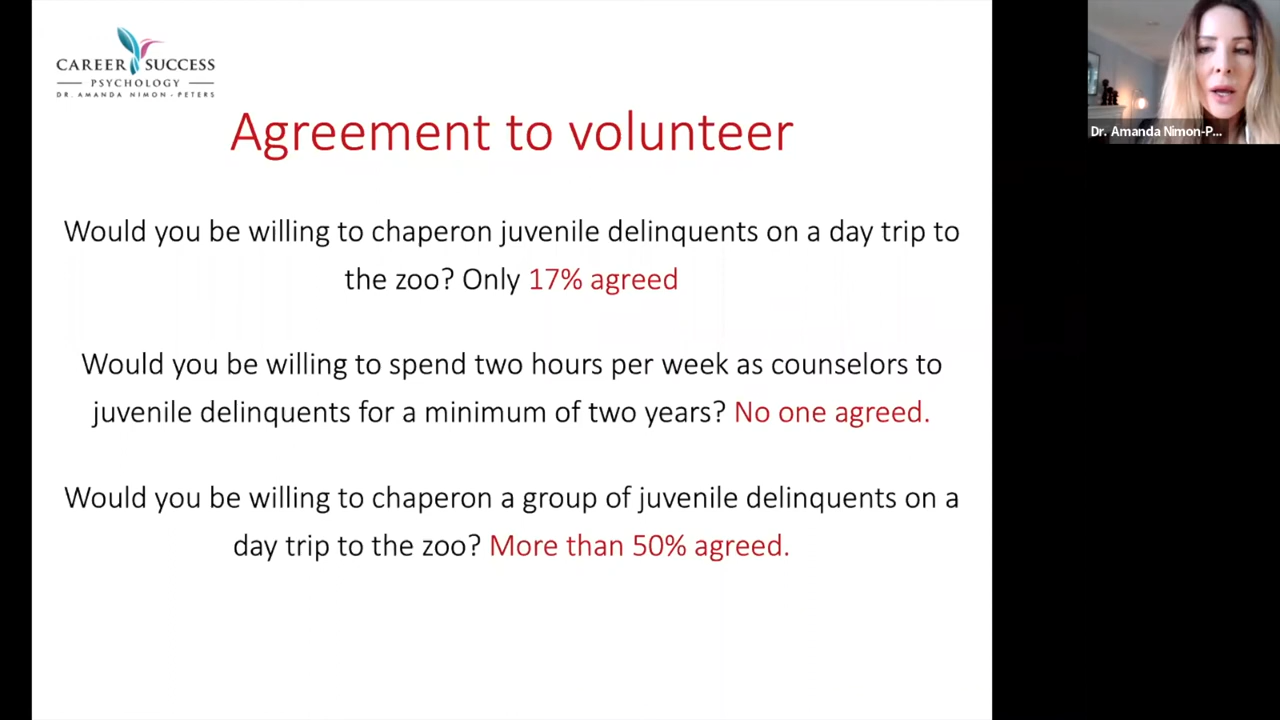 CAREER SUCCESS
PSYCHOLOGY
DR. AMANDA NIMON - PETERS
Agreement to volunteer
Would you be willing to chaperon juvenile delinquents on a day trip to
the zoo? Only 17% agreed
Would you be willing to spend two hours per week as counselors to
juvenile delinquents for a minimum of two years? No one agreed.
Would you be willing to chaperon a group of juvenile delinquents on a
day trip to the zoo? More than 50% agreed.
Dr. Amanda Nimon-P...